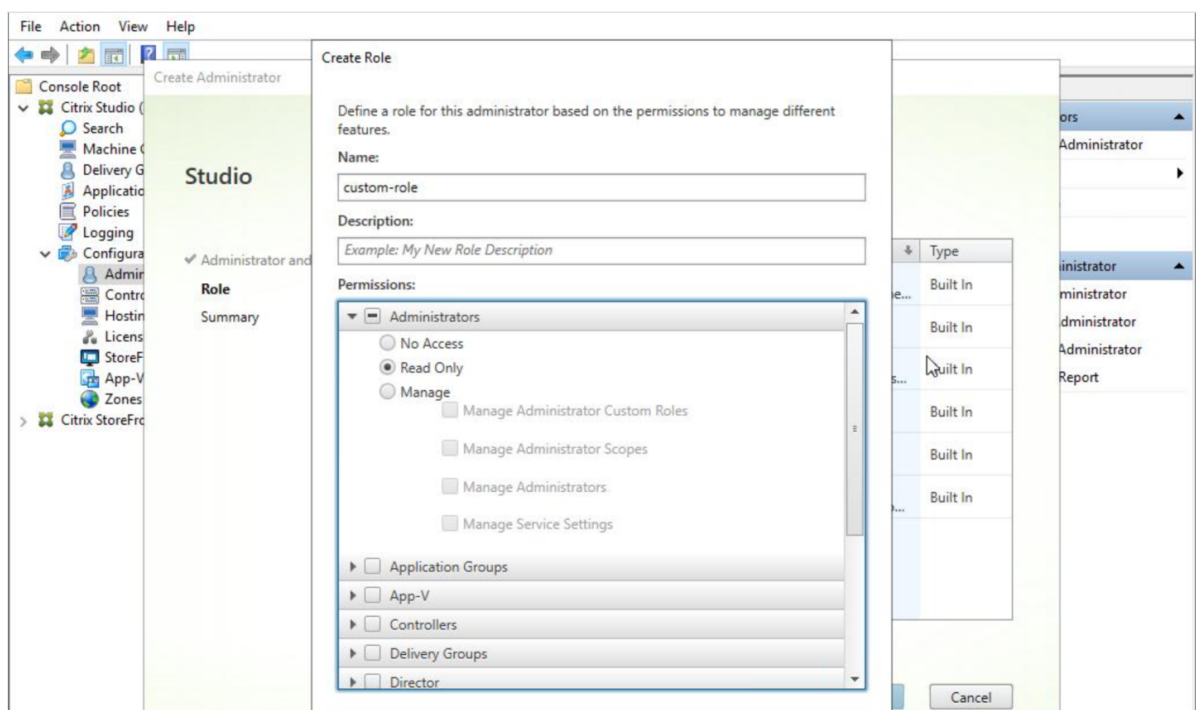 File Action View Help
Console Root
Citrix Studio (
Search
Machine
Delivery G
Applicatio
Policies
Logging
Configura
Admin
Contro
Hostin
Licens
StoreF
App-V
Zones
Citrix StoreFro
Create Administrator
Studio
Administrator and
Role
Summary
Create Role
Define a role for this administrator based on the permissions to manage different
features.
Name:
custom-role
Description:
Example: My New Role Description
Permissions:
Administrators
No Access
Read Only
Manage
Manage Administrator Custom Roles
Manage Administrator Scopes
Manage Administrators
Manage Service Settings
Application Groups
App-V
Controllers
Delivery Groups
Director
Type
e... Built In
Built In
s... Built In
Built In
Built In
Built In
Cancel
ors
Administrator
inistrator
ministrator
dministrator
Administrator
Report